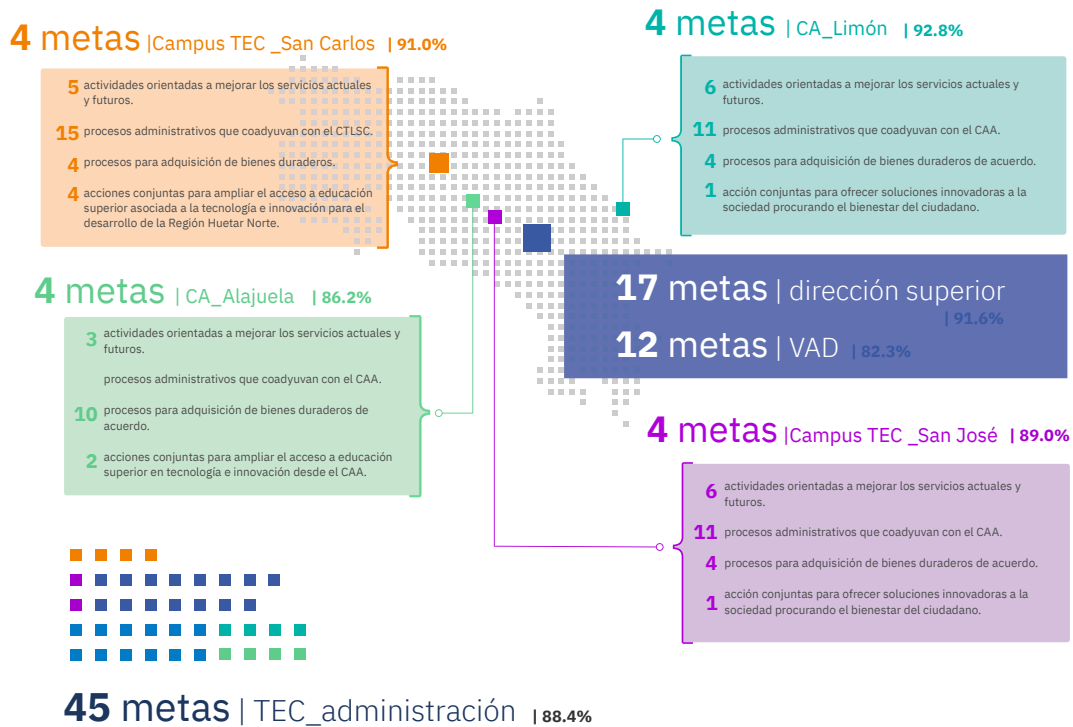 4 metas |Campus TEC _San Carlos | 91.0%
5 actividades orientadas a mejorar los servicios actuales
y futuros.
15 procesos administrativos que coadyuvan con el CTLSC.
4 procesos para adquisición de bienes duraderos.
4 acciones conjuntas para ampliar el acceso a educación
superior asociada a la tecnología e innovación para el
desarrollo de la Región Huetar Norte.
4 metas | CA_Limón | 92.8%
6 actividades orientadas a mejorar los servicios actuales y
futuros.
11 procesos administrativos que coadyuvan con el CAA.
4 procesos para adquisición de bienes duraderos de acuerdo.
1 acción conjuntas para ofrecer soluciones innovadoras a la
sociedad procurando el bienestar del ciudadano.
4 metas | CA_Alajuela | 86.2%
3 actividades orientadas a mejorar los servicios actuales y
futuros.
procesos administrativos que coadyuvan con el CAA.
10 procesos para adquisición de bienes duraderos de
acuerdo.
2 acciones conjuntas para ampliar el acceso a educación
superior en tecnología e innovación desde el CAA.
17 metas | dirección superior
| 91.6%
12 metas | VAD | 82.3%
4 metas |Campus TEC _San José | 89.0%
6 actividades orientadas a mejorar los servicios actuales y
futuros.
11 procesos administrativos que coadyuvan con el CAA.
4 procesos para adquisición de bienes duraderos de acuerdo.
1 acción conjuntas para ofrecer soluciones innovadoras a la
sociedad procurando el bienestar del ciudadano.
45 metas | TEC_administración | 88.4%